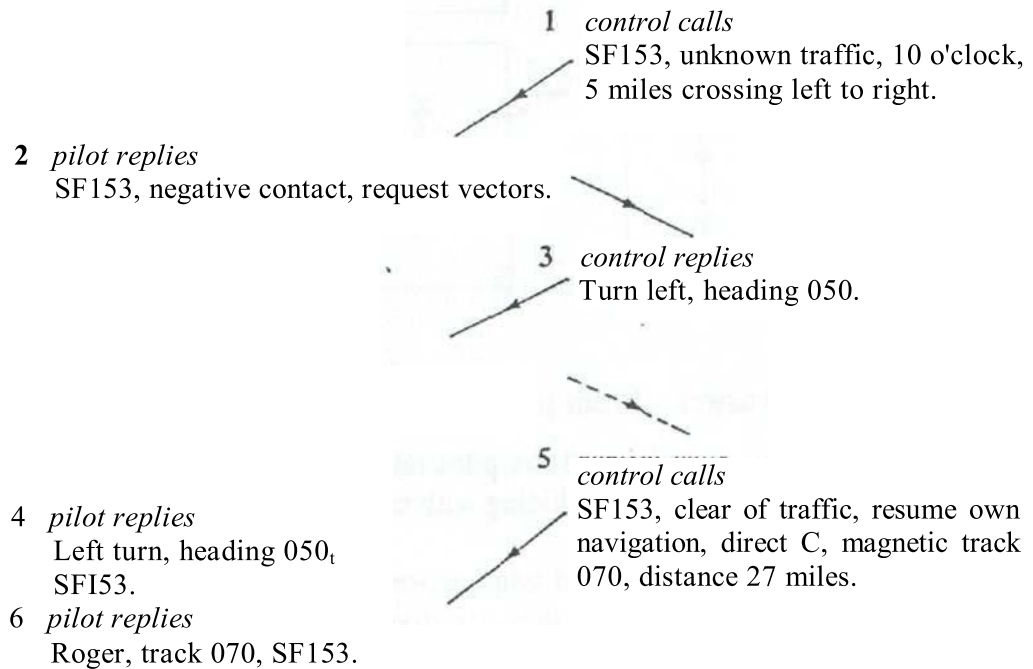 1 control calls
SF153, unknown traffic, 10 o'clock,
5 miles crossing left to right.
2 pilot replies
SF153, negative contact, request vectors.
3 control replies
Turn left, heading 050.
4 pilot replies
Left turn, heading 050t
SFI53.
5 control calls
SF153, clear of traffic, resume own
navigation, direct C, magnetic track
070, distance 27 miles.
6 pilot replies
Roger, track 070, SF153.